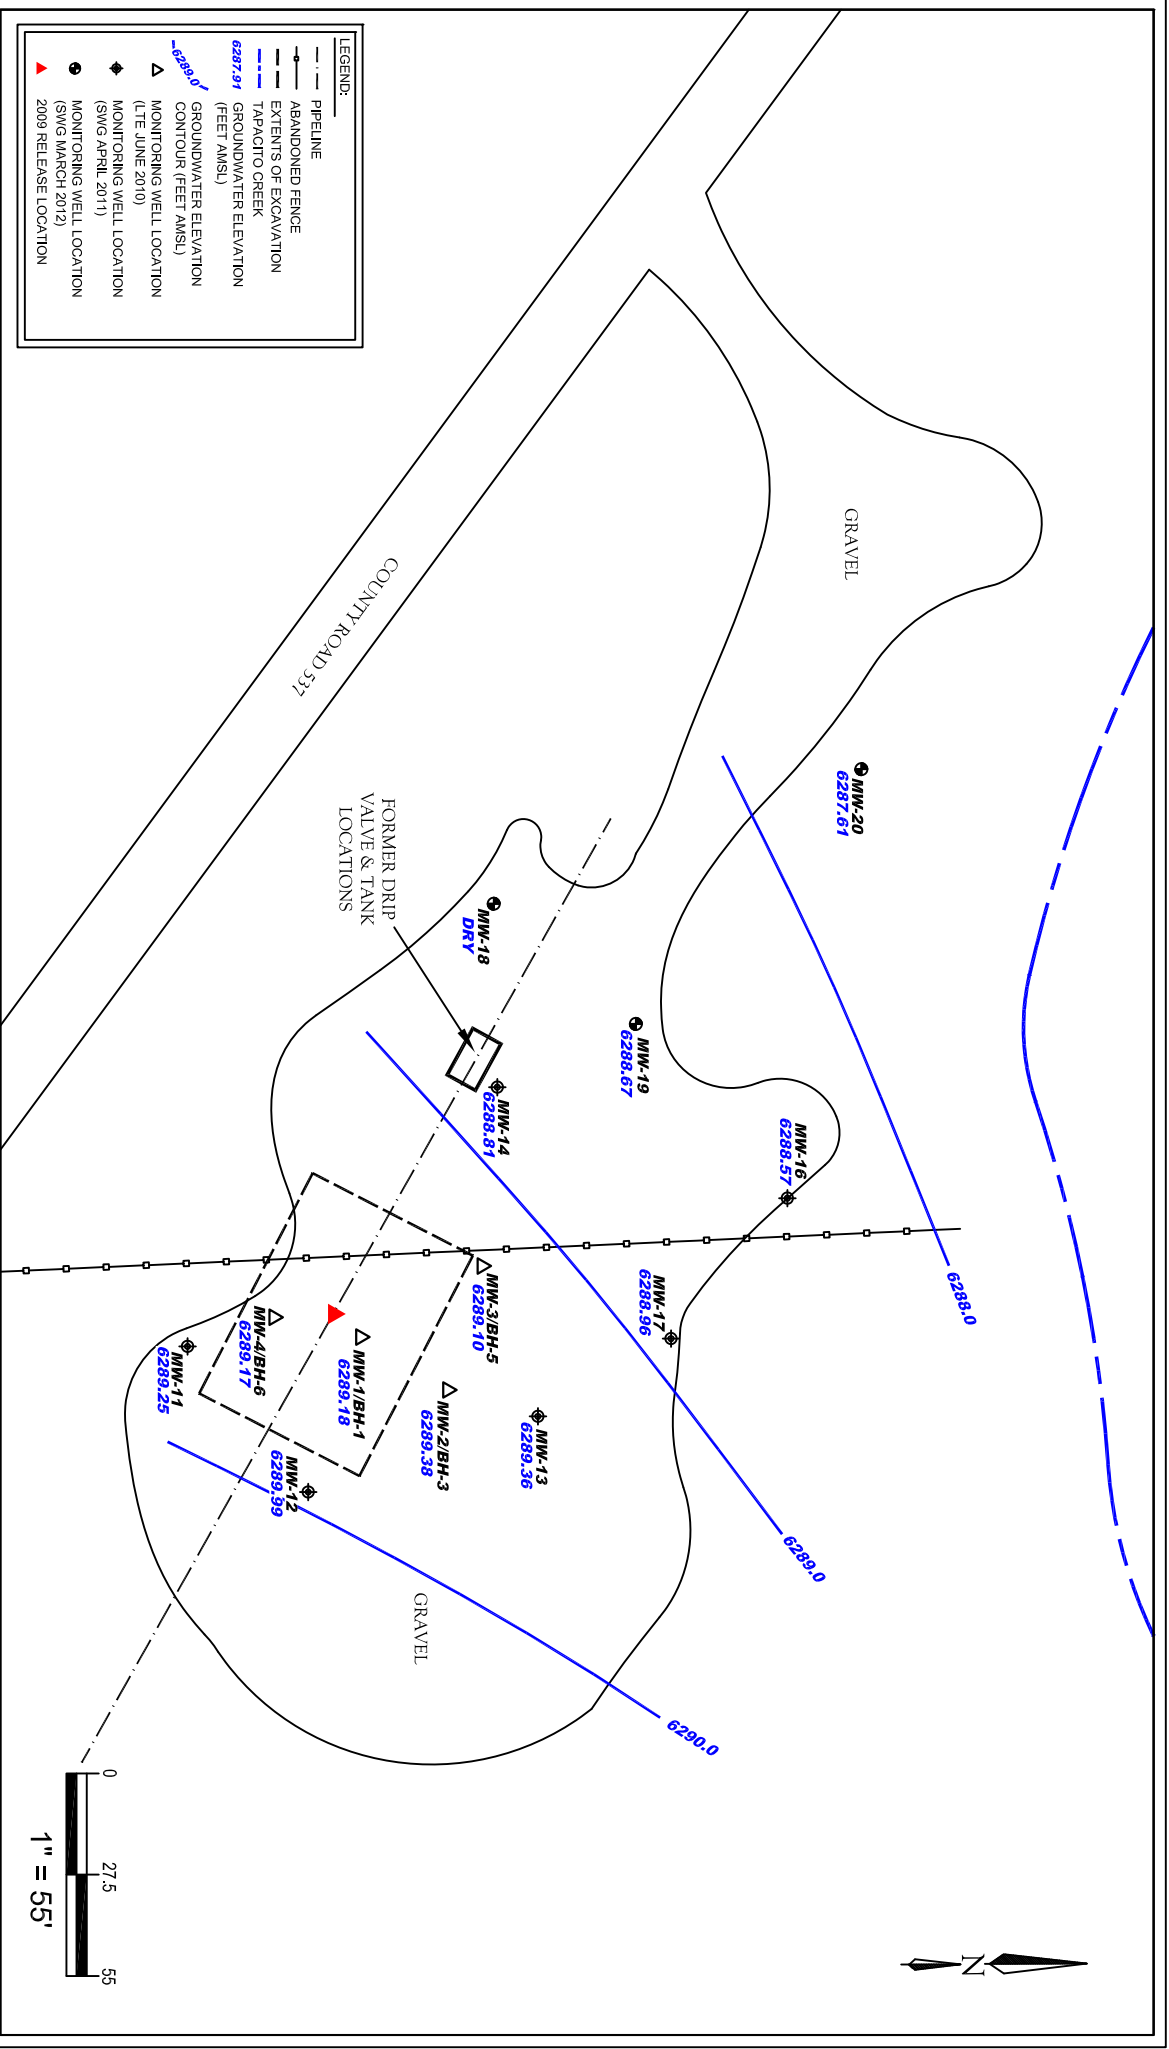 LEGEND:
PIPELINE
ABANDONED FENCE
EXTENTS OF EXCAVATION
TAPACITO CREEK
6287.91
GROUNDWATER ELEVATION
(FEET AMSL)
6289.0
GROUNDWATER ELEVATION
CONTOUR (FEET AMSL)
MONITORING WELL LOCATION
(LTE JUNE 2010)
MONITORING WELL LOCATION
(SWG APRIL 2011)
MONITORING WELL LOCATION
(SWG MARCH 2012)
2009 RELEASE LOCATION
GRAVEL
COUNTY ROAD 537
MW-20
6287.61
FORMER DRIP
VALVE & TANK
LOCATIONS
MW-18
DRY
MW-19
6288.67
MW-14
6288.81
MW-16
6288.57
6288.0
MW-17
6288.96
MW-3/BH-5
6289.10
MW-4/BH-6
6289.17
MW-1/BH-1
6289.18
MW-11
6289.25
MW-2/BH-3
6289.38
MW-13
6289.36
MW-12
6289.99
6289.0
GRAVEL
6290.0
0
27.5
55
1" = 55'
N